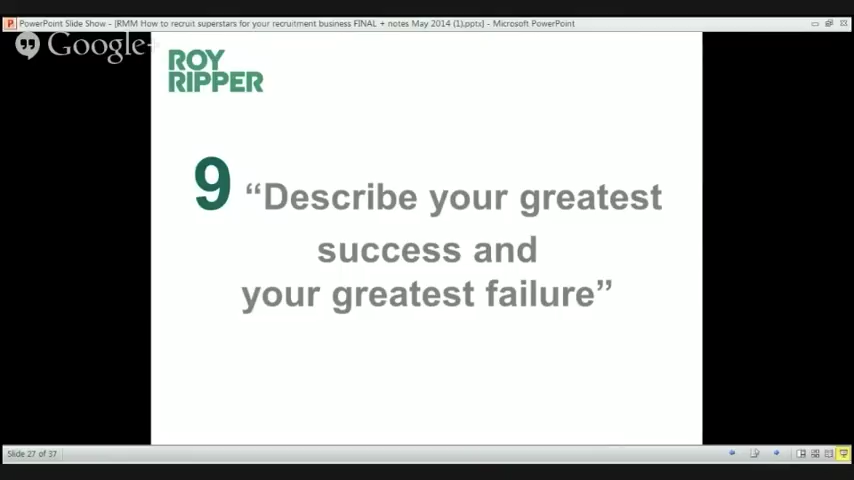 PowerPoint Slide Show - [RMM How to recruit superstars for your recruitment business FINAL + notes May 2014 (1).pptx] - Microsoft PowerPoint
Google+
ROY
RIPPER
9 “Describe your greatest
success and
your greatest failure”
Slide 27 of 37